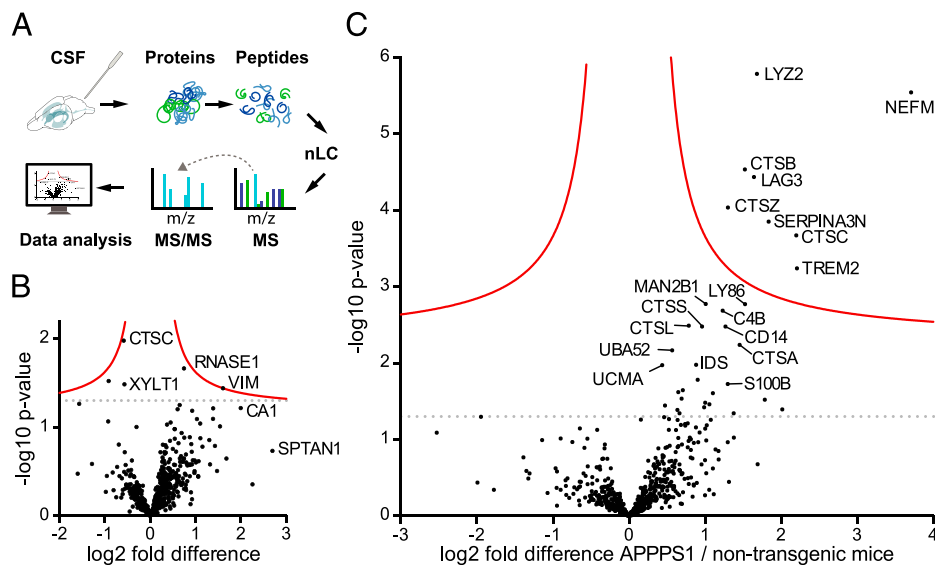 A
CSF
Proteins
Peptides
nLC
m/z
m/z
Data analysis
MS/MS
MS
B
-log10 p-value
2
1
0
CTSC
RNASE1
XYLT1
VIM
CA1
SPTAN1
-2
-1
0
1
2
3
log2 fold difference
C
-log10 p-value
6
5
4
3
2
1
0
LYZ2
NEFM
CTSB
LAG3
CTSZ
SERPINA3N
CTSC
TREM2
MAN2B1
LY86
CTSS
C4B
CTSL
CD14
UBA52
CTSA
UCMA
IDS
S100B
-3
-2
-1
0
1
2
3
4
log2 fold difference APPPS1 / non-transgenic mice